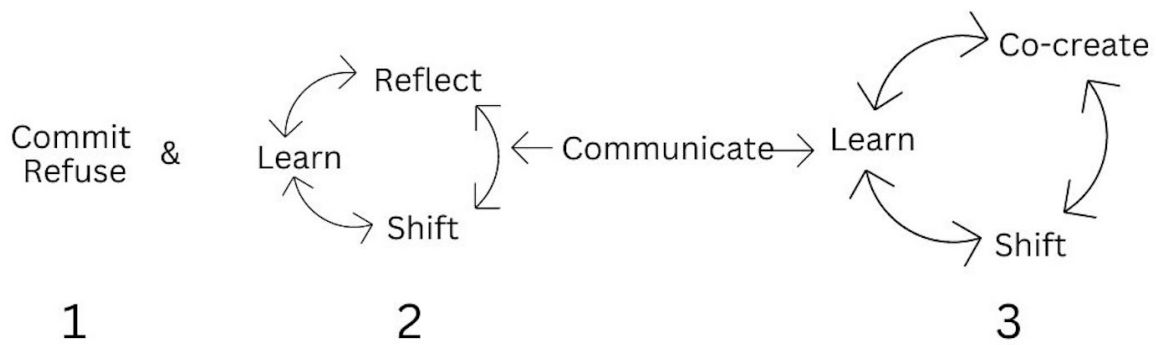 Commit
Refuse
&
Reflect
Learn
Shift
Communicate
Co-create
Learn
Shift
1
2
3